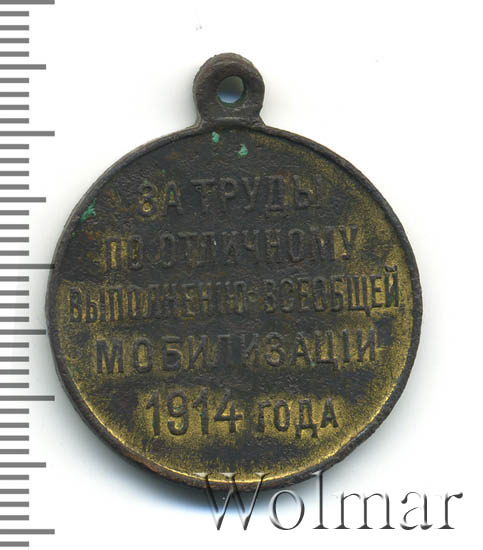 ЗА ТРУДЫ
ПО ОТЛИЧНОМУ
ВЫПОЛНЕНІЮ ВСЕОБЩЕЙ
МОБИЛИЗАЦІИ
1914 ГОДА
Wolmar